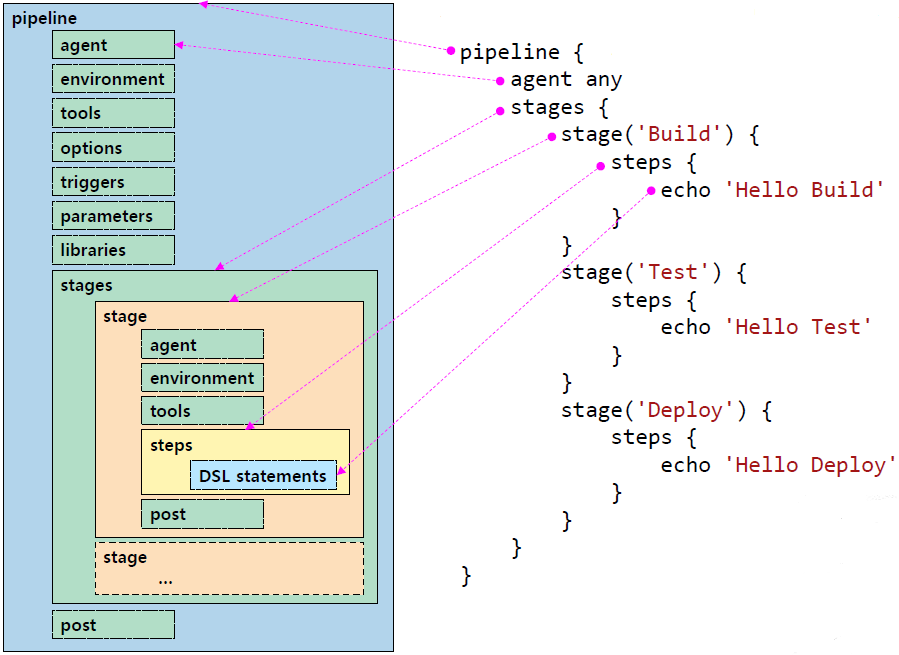 pipeline
agent
environment
tools
options
triggers
parameters
libraries
stages
stage
agent
environment
tools
steps
DSL statements
post
stage
...
post
pipeline {
agent any
stages {
stage('Build') {
steps {
echo 'Hello Build'
}
}
stage('Test') {
steps {
echo 'Hello Test'
}
}
stage('Deploy') {
steps {
echo 'Hello Deploy'
}
}
}
}